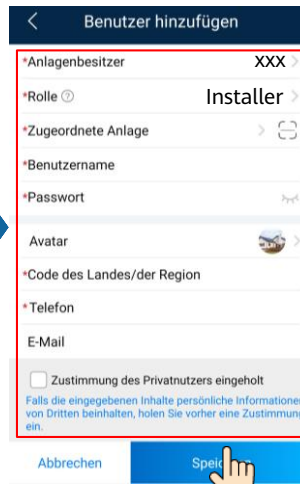 Benutzer hinzufügen
*Anlagenbesitzer XXX
*Rolle Installer
*Zugeordnete Anlage
*Benutzername
*Passwort
Avatar
*Code des Landes/der Region
*Telefon
E-Mail
Zustimmung des Privatnutzers eingeholt
Falls die eingegebenen Inhalte persönliche Informationen
von Dritten beinhalten, holen Sie vorher eine Zustimmung
ein.
Abbrechen